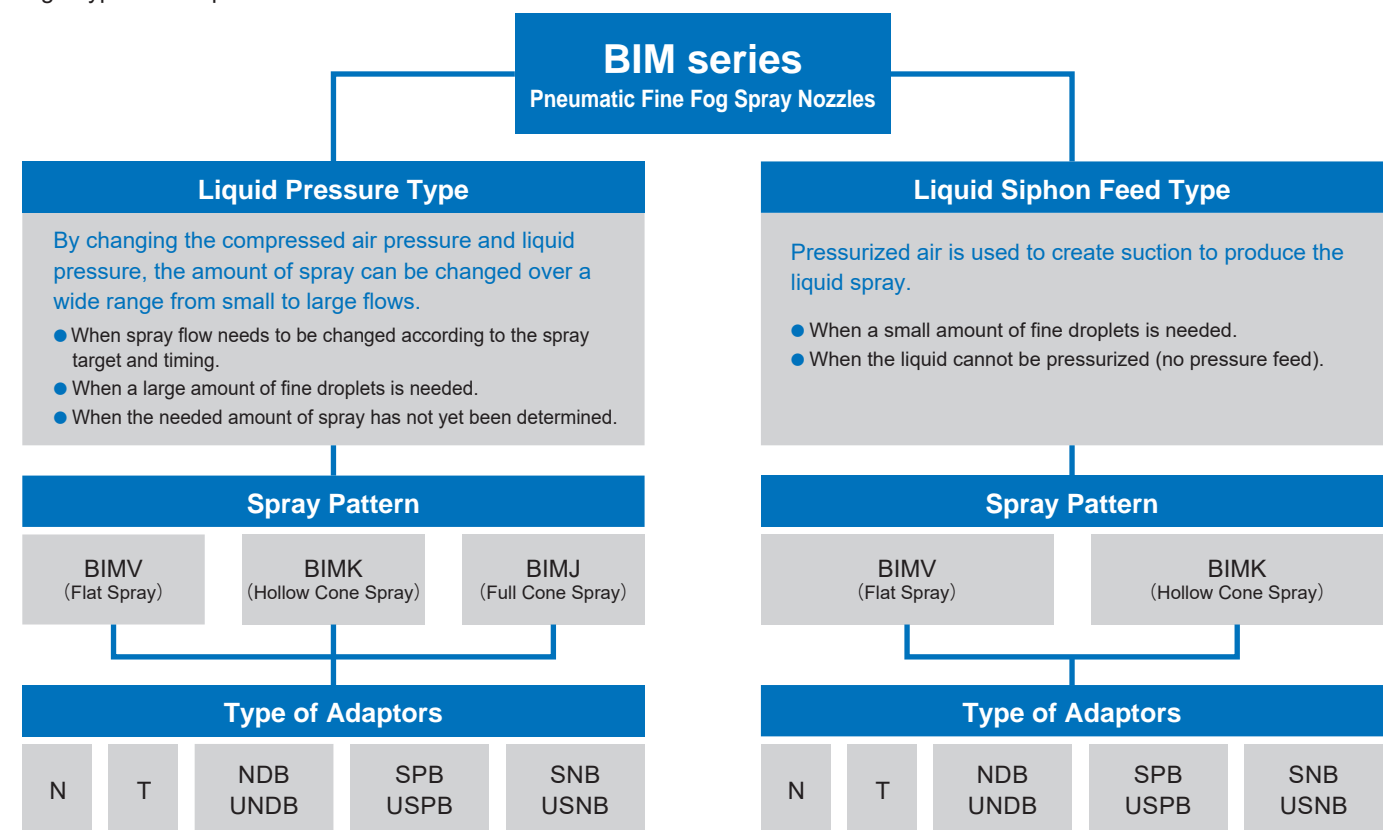 BIM series
Pneumatic Fine Fog Spray Nozzles
Liquid Pressure Type
By changing the compressed air pressure and liquid
pressure, the amount of spray can be changed over a
wide range from small to large flows.
● When spray flow needs to be changed according to the spray
target and timing.
● When a large amount of fine droplets is needed.
● When the needed amount of spray has not yet been determined.
Spray Pattern
BIMV
(Flat Spray)
BIMK
(Hollow Cone Spray)
BIMJ
(Full Cone Spray)
Type of Adaptors
N
T
NDB
UNDB
SPB
USPB
SNB
USNB
Liquid Siphon Feed Type
Pressurized air is used to create suction to produce the
liquid spray.
● When a small amount of fine droplets is needed.
● When the liquid cannot be pressurized (no pressure feed).
Spray Pattern
BIMV
(Flat Spray)
BIMK
(Hollow Cone Spray)
Type of Adaptors
N
T
NDB
UNDB
SPB
USPB
SNB
USNB